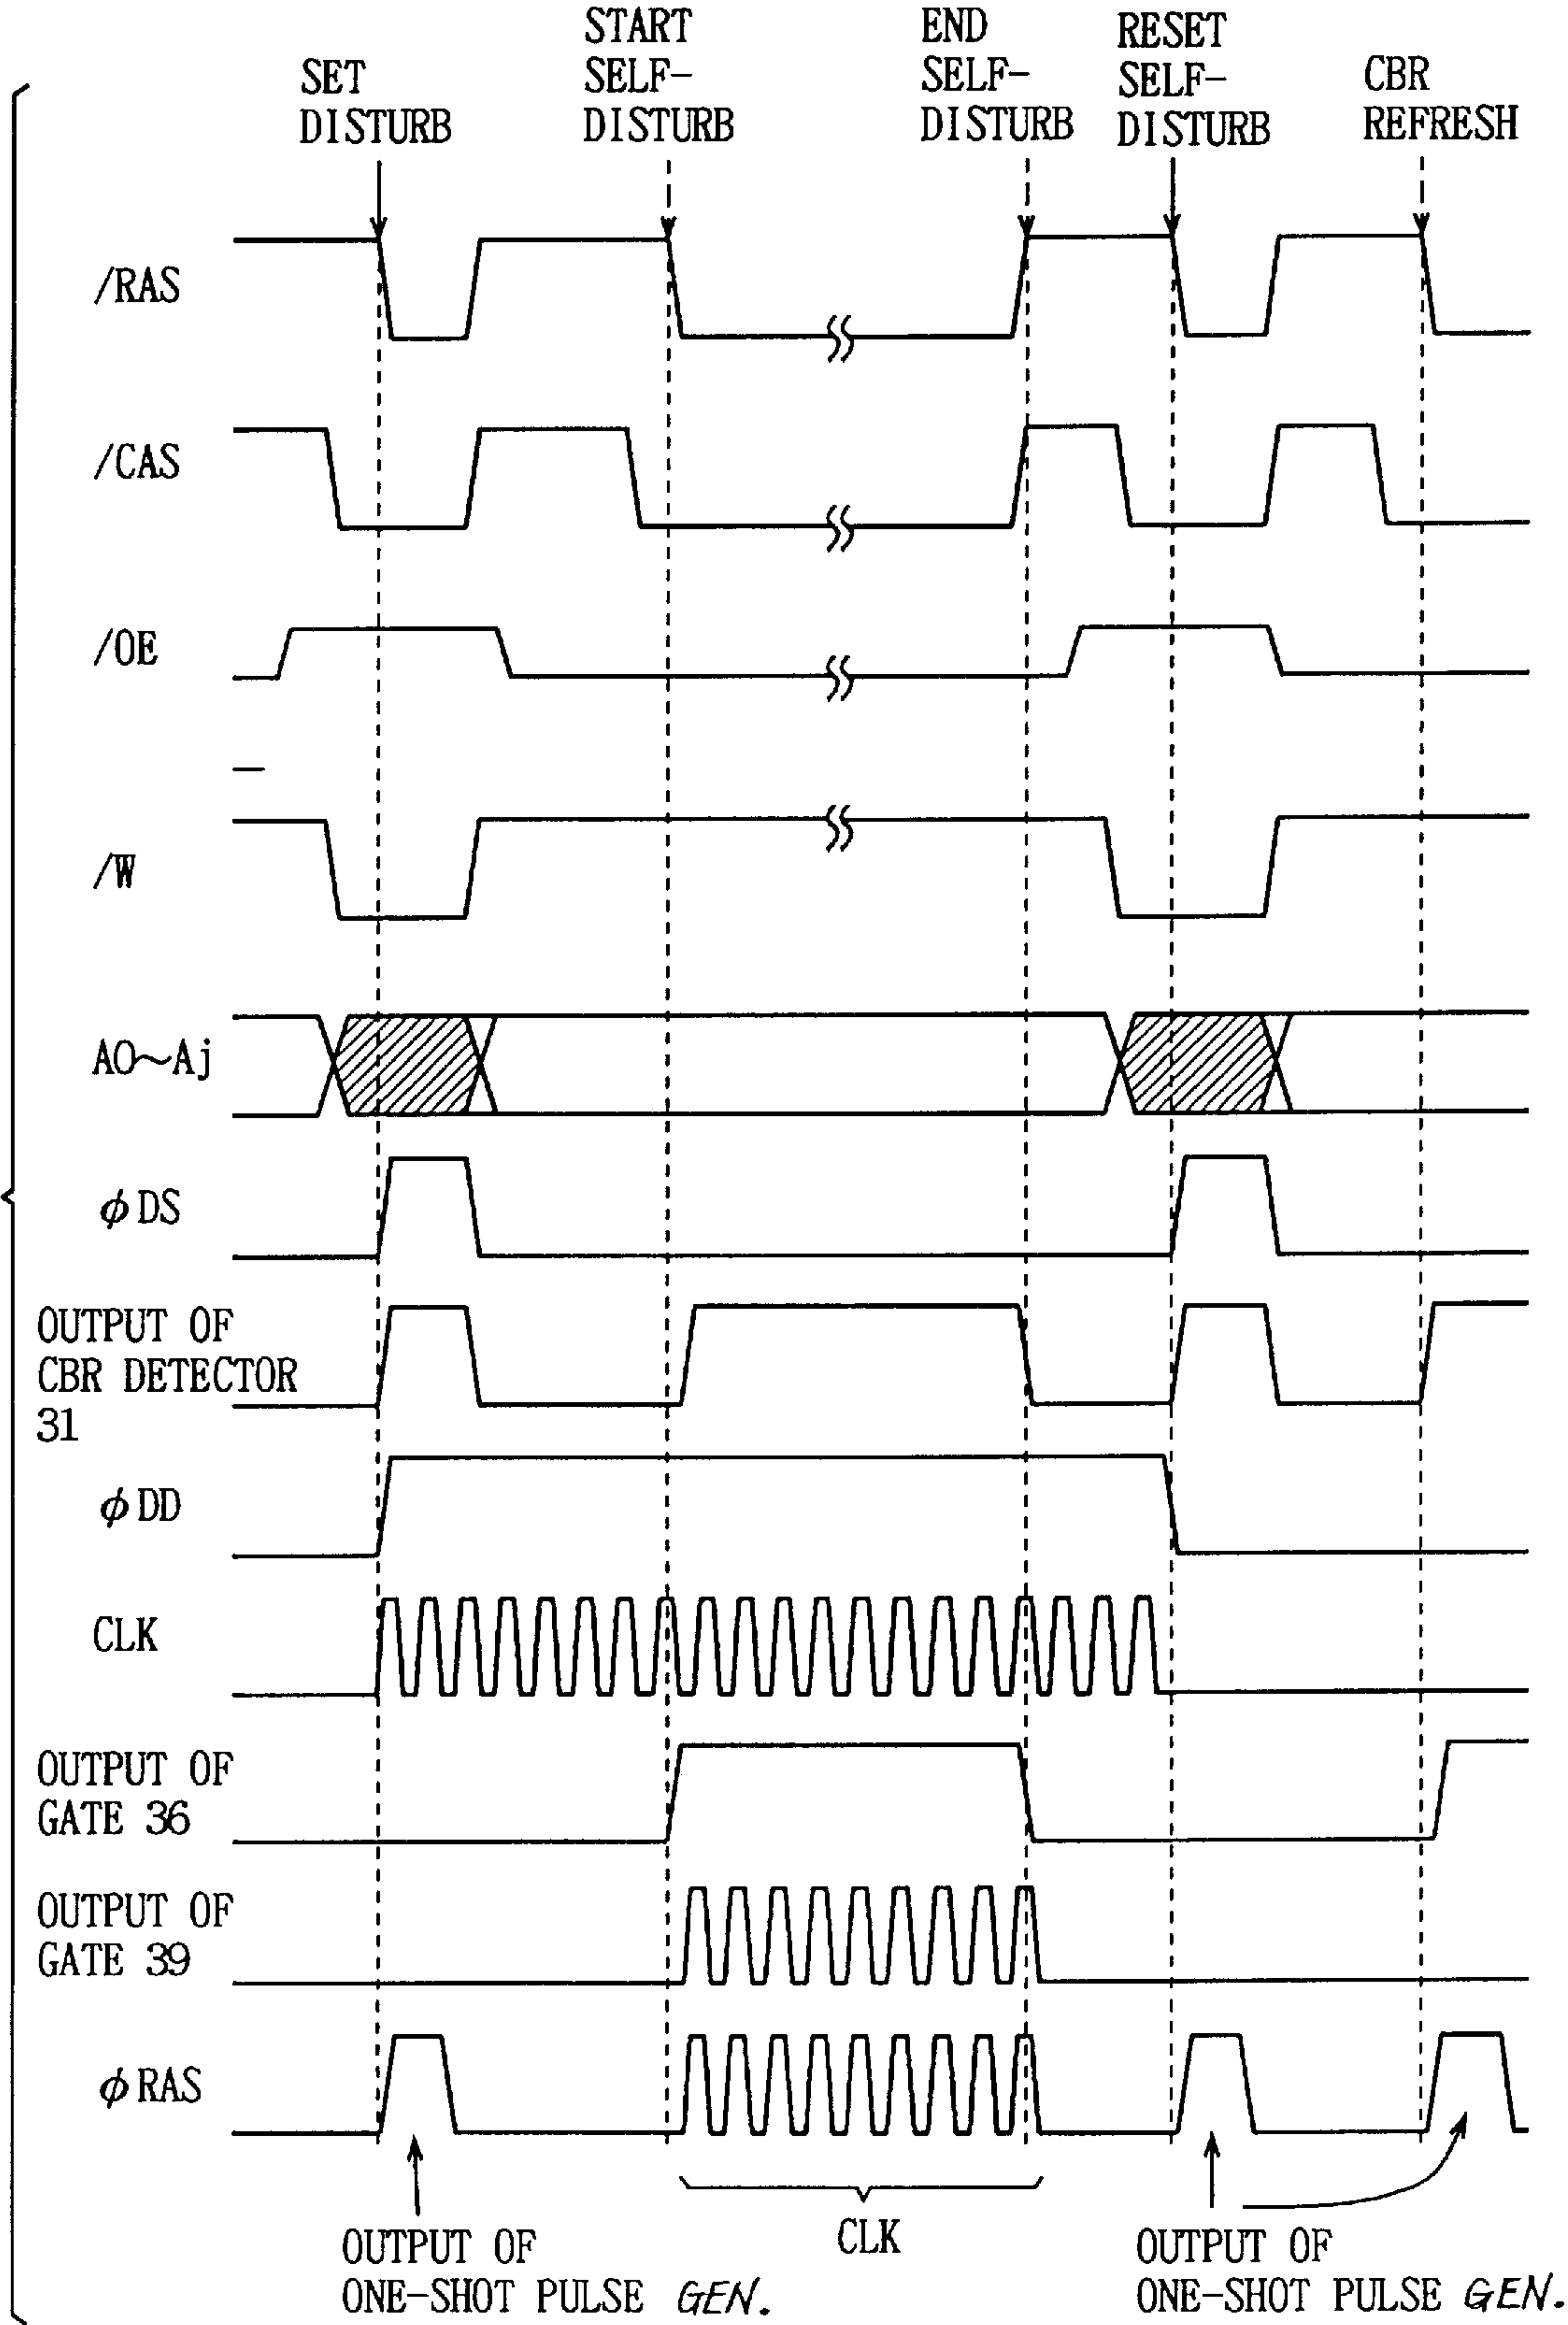 SET
DISTURB
START
SELF-
DISTURB
END
SELF-
DISTURB
RESET
SELF-
DISTURB
CBR
REFRESH
/RAS
/CAS
/OE
/W
A0~Aj
φDS
OUTPUT OF
CBR DETECTOR
31
φDD
CLK
OUTPUT OF
GATE 36
OUTPUT OF
GATE 39
φRAS
OUTPUT OF
ONE-SHOT PULSE GEN.
CLK
OUTPUT OF
ONE-SHOT PULSE GEN.